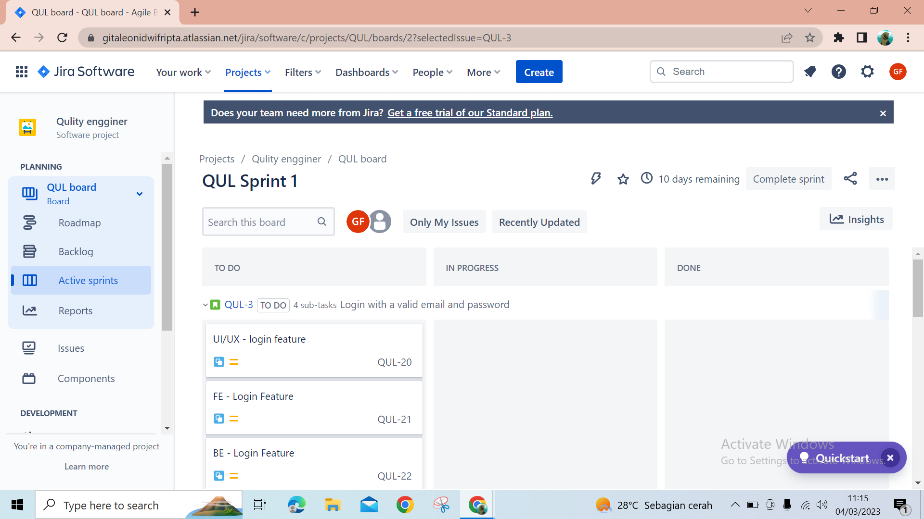 QUL board - QUL board - Agile B
gitaleonidwifripta.atlassian.net/jira/software/c/projects/QUL/boards/2?selectedIssue=QUL-3
Jira Software
Your work
Projects
Filters
Dashboards
People
More
Create
Search
GF
Qulity engginer
Software project
PLANNING
QUL board
Board
Roadmap
Backlog
Active sprints
Reports
Issues
Components
DEVELOPMENT
You're in a company-managed project
Learn more
Does your team need more from Jira? Get a free trial of our Standard plan.
Projects / Qulity engginer / QUL board
QUL Sprint 1
10 days remaining
Complete sprint
Search this board
GF
Only My Issues
Recently Updated
Insights
TO DO
IN PROGRESS
DONE
QUL-3 TO DO 4 sub-tasks Login with a valid email and password
UI/UX - login feature
QUL-20
FE - Login Feature
QUL-21
BE - Login Feature
QUL-22
Activate Windows
Go to Settings to
Quickstart
Type here to search
28°C Sebagian cerah
11:15
04/03/2023
1